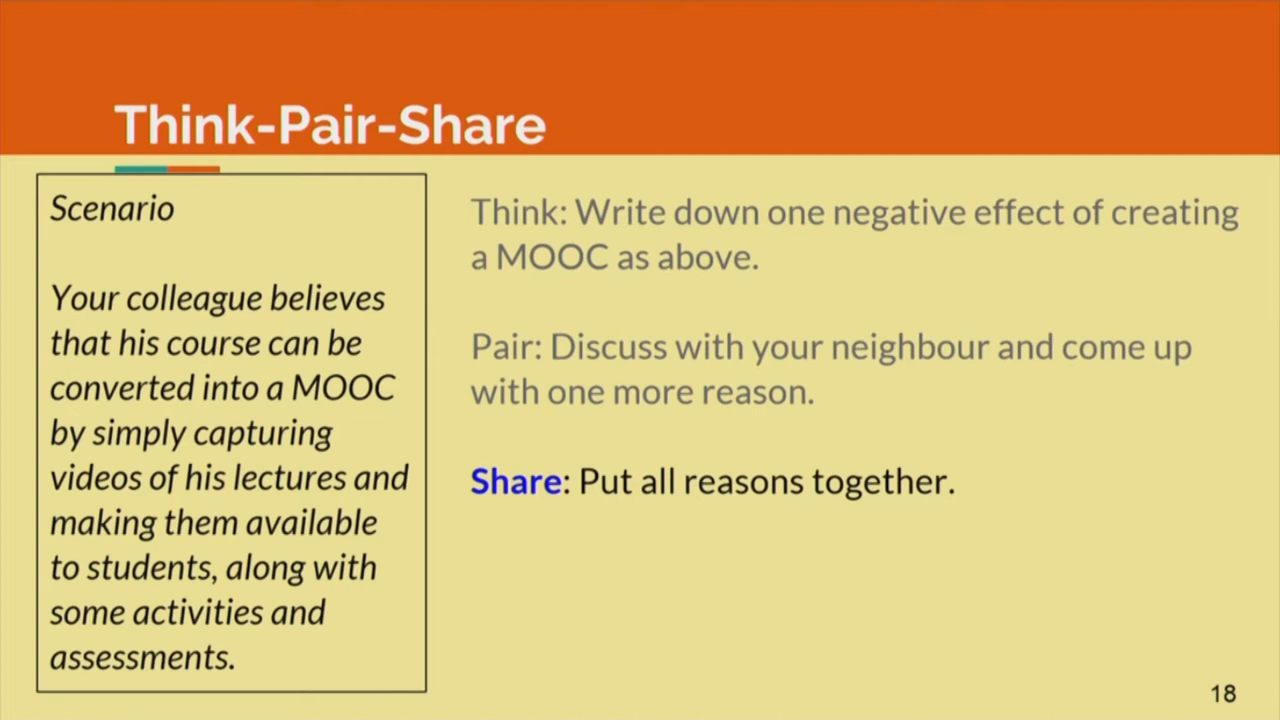 Think-Pair-Share
Scenario
Your colleague believes
that his course can be
converted into a MOOC
by simply capturing
videos of his lectures and
making them available
to students, along with
some activities and
assessments.
Think: Write down one negative effect of creating
a MOOC as above.
Pair: Discuss with your neighbour and come up
with one more reason.
Share: Put all reasons together.
18